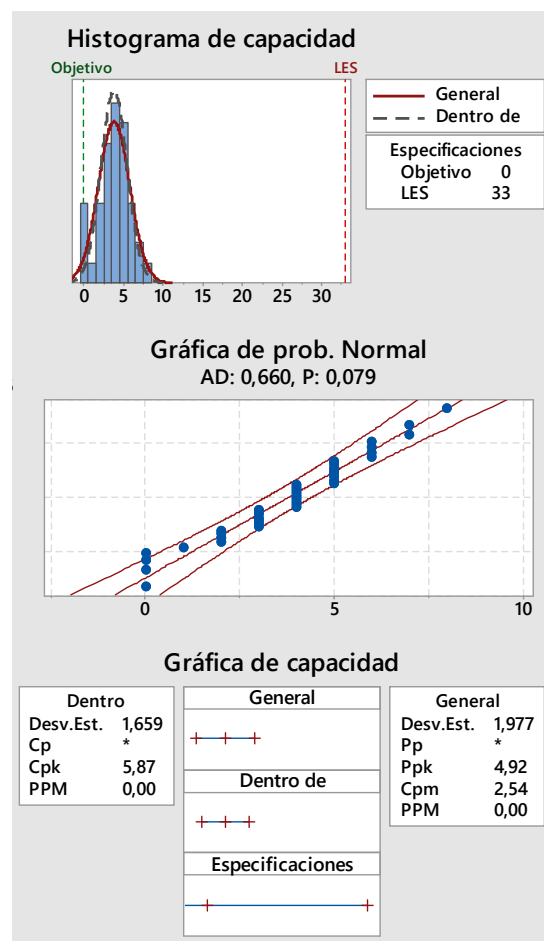 Histograma de capacidad
Objetivo LES
General
Dentro de
Especificaciones
Objetivo 0
LES 33
0 5 10 15 20 25 30
Gráfica de prob. Normal
AD: 0,660, P: 0,079
0 5 10
Gráfica de capacidad
Dentro
Desv.Est. 1,659
Cp *
Cpk 5,87
PPM 0,00
General
Dentro de
Especificaciones
General
Desv.Est. 1,977
Pp *
Ppk 4,92
Cpm 2,54
PPM 0,00